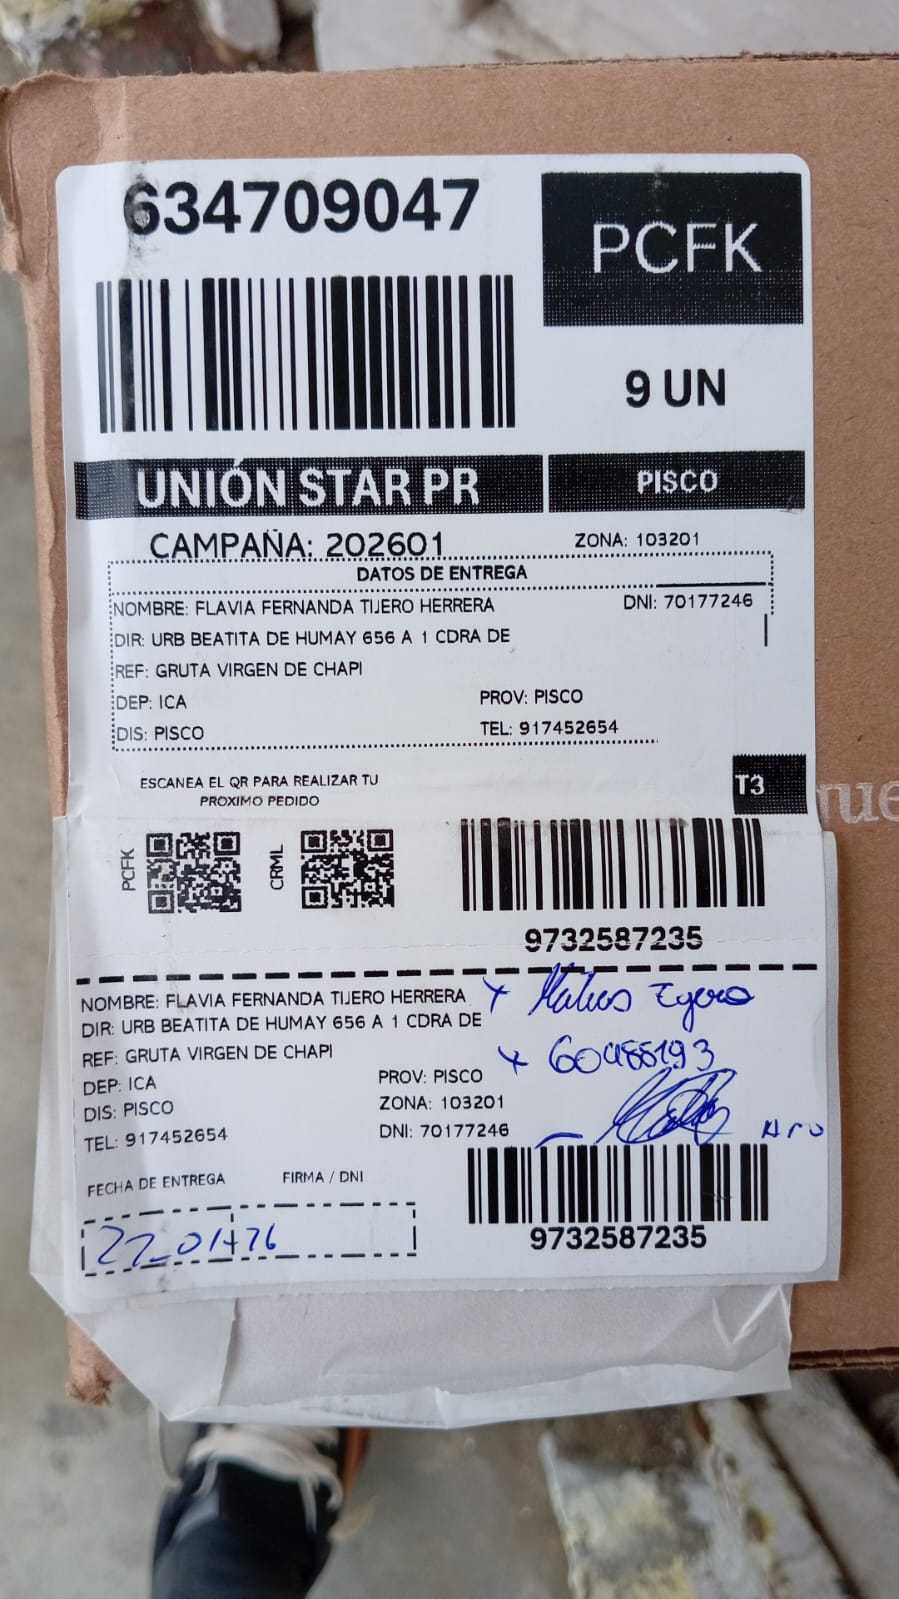 634709047
PCFK
9 UN
UNIÓN STAR PR
PISCO
CAMPAÑA: 202601
ZONA: 103201
DATOS DE ENTREGA
NOMBRE: FLAVIA FERNANDA TIJERO HERRERA DNI: 70177246
DIR: URB BEATITA DE HUMAY 656 A 1 CDRA DE
REF: GRUTA VIRGEN DE CHAPI
DEP: ICA PROV: PISCO
DIS: PISCO TEL: 917452654
ESCANEA EL QR PARA REALIZAR TU
PROXIMO PEDIDO
T3
PCFK
CRML
9732587235
NOMBRE: FLAVIA FERNANDA TIJERO HERRERA
DIR: URB BEATITA DE HUMAY 656 A 1 CDRA DE
REF: GRUTA VIRGEN DE CHAPI
DEP: ICA PROV: PISCO
DIS: PISCO ZONA: 103201
TEL: 917452654 DNI: 70177246
FECHA DE ENTREGA FIRMA / DNI
9732587235